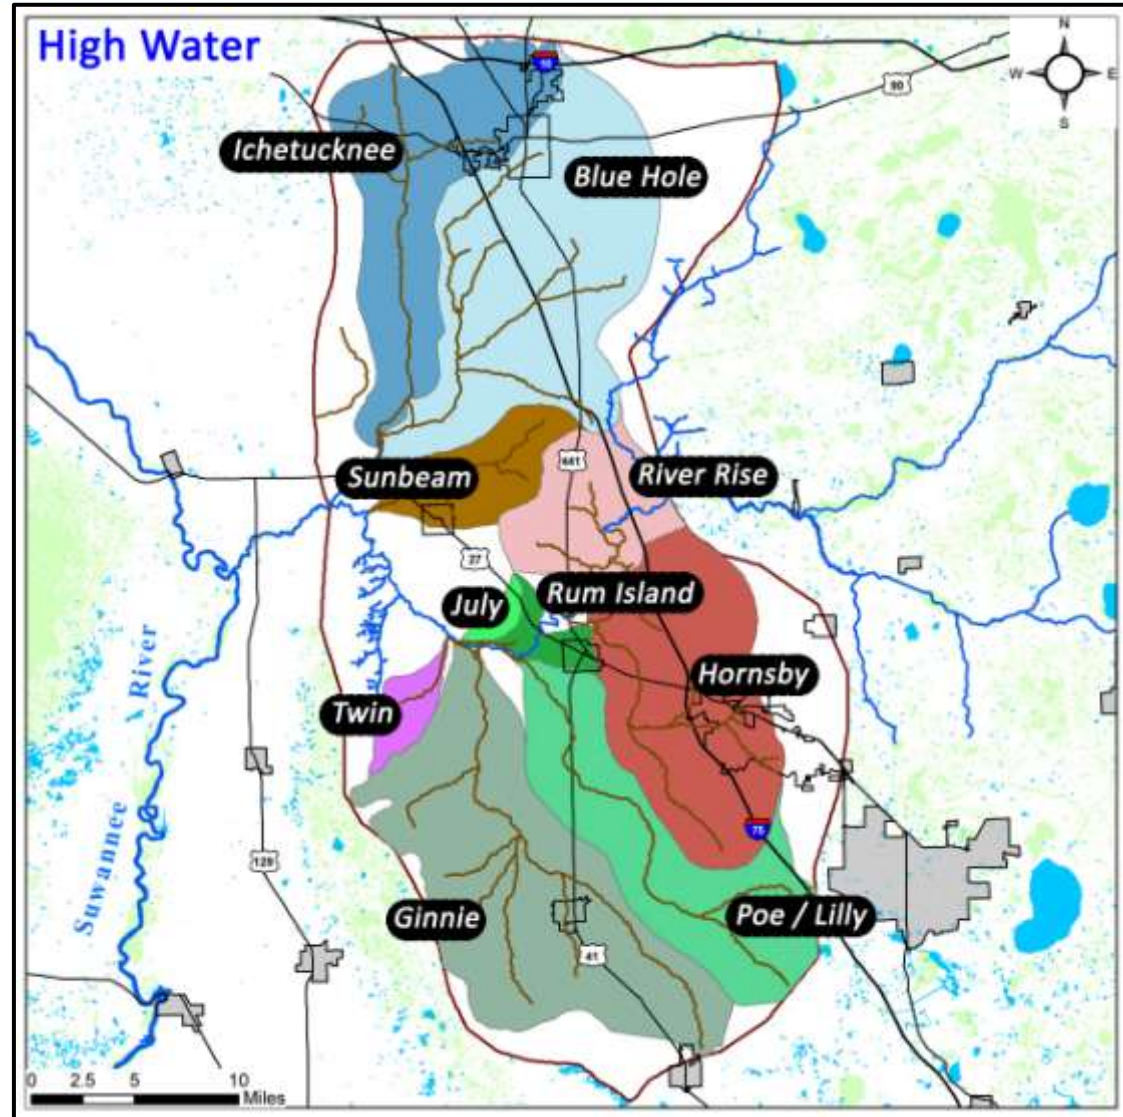 High Water
N
W E
S
10
90
Ichetucknee
Blue Hole
441
Sunbeam
River Rise
27
July
Rum Island
Hornsby
Twin
75
129
Suwannee River
Ginnie
Poe / Lilly
41
0 2.5 5 10
Miles